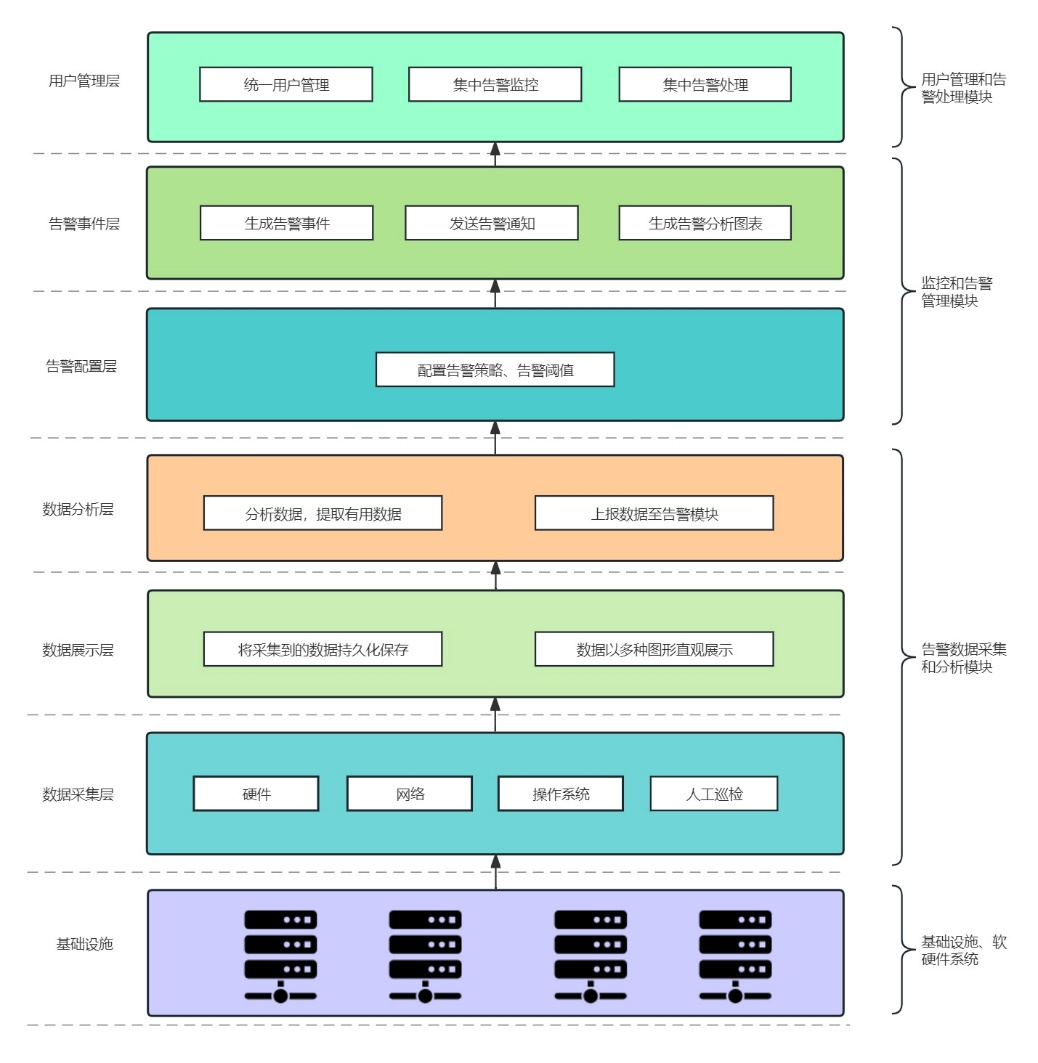 用户管理层
统一用户管理
集中告警监控
集中告警处理
用户管理和告
警处理模块
告警事件层
生成告警事件
发送告警通知
生成告警分析图表
监控和告警
管理模块
告警配置层
配置告警策略、告警阈值
数据分析层
分析数据，提取有用数据
上报数据至告警模块
数据展示层
将采集到的数据持久化保存
数据以多种图形直观展示
告警数据采集
和分析模块
数据采集层
硬件
网络
操作系统
人工巡检
基础设施
基础设施、软
硬件系统